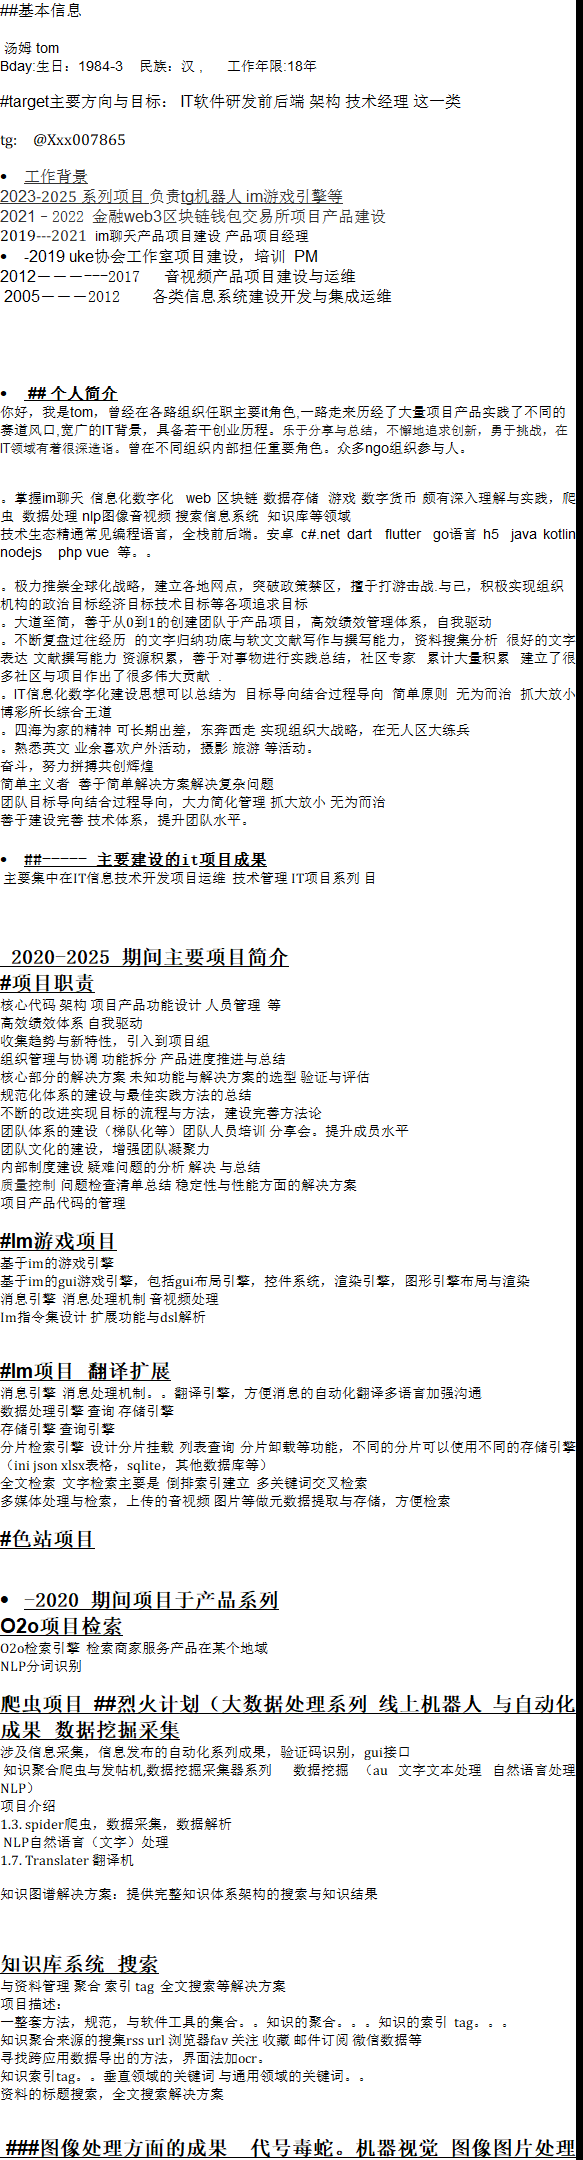 ##基本信息
汤姆 tom
Bday:生日：1984-3 民族：汉 , 工作年限:18年
#target主要方向与目标： IT软件研发前后端 架构 技术经理 这一类
tg: @Xxx007865
• 工作背景
2023-2025 系列项目 负责tg机器人 im游戏引擎等
2021 - 2022 金融web3区块链钱包交易所项目产品建设
2019---2021 im聊天产品项目建设 产品项目经理
• -2019 uke协会工作室项目建设，培训 PM
2012－－－---2017 音视频产品项目建设与运维
2005－－－2012 各类信息系统建设开发与集成运维
• ## 个人简介
你好，我是tom，曾经在各路组织任职主要it角色,一路走来历经了大量项目产品实践了不同的
赛道风口,宽广的IT背景，具备若干创业历程。乐于分享与总结，不懈地追求创新，勇于挑战，在
IT领域有着很深造诣。曾在不同组织内部担任重要角色。众多ngo组织参与人。
。掌握im聊天 信息化数字化 web 区块链 数据存储 游戏 数字货币 颇有深入理解与实践，爬
虫 数据处理 nlp图像音视频 搜索信息系统 知识库等领域
技术生态精通常见编程语言，全栈前后端。安卓 c#.net dart flutter go语言 h5 java kotlin
nodejs php vue 等。。
。极力推崇全球化战略，建立各地网点，突破政策禁区，擅于打游击战.与己，积极实现组织
机构的政治目标经济目标技术目标等各项追求目标
。大道至简，善于从0到1的创建团队于产品项目，高效绩效管理体系，自我驱动
。不断复盘过往经历 的文字归纳功底与软文文献写作与撰写能力，资料搜集分析 很好的文字
表达 文献撰写能力 资源积累，善于对事物进行实践总结，社区专家 累计大量积累 建立了很
多社区与项目作出了很多伟大贡献 .
。IT信息化数字化建设思想可以总结为 目标导向结合过程导向 简单原则 无为而治 抓大放小
博彩所长综合王道
。四海为家的精神 可长期出差，东奔西走 实现组织大战略，在无人区大练兵
。熟悉英文 业余喜欢户外活动，摄影 旅游 等活动。
奋斗，努力拼搏共创辉煌
简单主义者 善于简单解决方案解决复杂问题
团队目标导向结合过程导向，大力简化管理 抓大放小 无为而治
善于建设完善 技术体系，提升团队水平。
• ##----- 主要建设的it项目成果
主要集中在IT信息技术开发项目运维 技术管理 IT项目系列 目
2020-2025 期间主要项目简介
#项目职责
核心代码 架构 项目产品功能设计 人员管理 等
高效绩效体系 自我驱动
收集趋势与新特性，引入到项目组
组织管理与协调 功能拆分 产品进度推进与总结
核心部分的解决方案 未知功能与解决方案的选型 验证与评估
规范化体系的建设与最佳实践方法的总结
不断的改进实现目标的流程与方法，建设完善方法论
团队体系的建设（梯队化等）团队人员培训 分享会。提升成员水平
团队文化的建设，增强团队凝聚力
内部制度建设 疑难问题的分析 解决 与总结
质量控制 问题检查清单总结 稳定性与性能方面的解决方案
项目产品代码的管理
#Im游戏项目
基于im的游戏引擎
基于im的gui游戏引擎，包括gui布局引擎，控件系统，渲染引擎，图形引擎布局与渲染
消息引擎 消息处理机制 音视频处理
Im指令集设计 扩展功能与dsl解析
#Im项目 翻译扩展
消息引擎 消息处理机制。。翻译引擎，方便消息的自动化翻译多语言加强沟通
数据处理引擎 查询 存储引擎
存储引擎 查询引擎
分片检索引擎 设计分片挂载 列表查询 分片卸载等功能，不同的分片可以使用不同的存储引擎
（ini json xlsx表格，sqlite，其他数据库等）
全文检索 文字检索主要是 倒排索引建立 多关键词交叉检索
多媒体处理与检索，上传的音视频 图片等做元数据提取与存储，方便检索
#色站项目
• -2020 期间项目于产品系列
O2o项目检索
O2o检索引擎 检索商家服务产品在某个地域
NLP分词识别
爬虫项目 ##烈火计划（大数据处理系列 线上机器人 与自动化
成果 数据挖掘采集
涉及信息采集，信息发布的自动化系列成果，验证码识别，gui接口
知识聚合爬虫与发帖机,数据挖掘采集器系列 数据挖掘 （au 文字文本处理 自然语言处理
NLP）
项目介绍
1.3. spider爬虫，数据采集，数据解析
NLP自然语言（文字）处理
1.7. Translater 翻译机
知识图谱解决方案：提供完整知识体系架构的搜索与知识结果
知识库系统 搜索
与资料管理 聚合 索引 tag 全文搜索等解决方案
项目描述：
一整套方法，规范，与软件工具的集合。。知识的聚合。。。知识的索引 tag。。。
知识聚合来源的搜集rss url 浏览器fav 关注 收藏 邮件订阅 微信数据等
寻找跨应用数据导出的方法，界面法加ocr。
知识索引tag。。垂直领域的关键词 与通用领域的关键词。。
资料的标题搜索，全文搜索解决方案
###图像处理方面的成果 代号毒蛇。机器视觉 图像图片处理